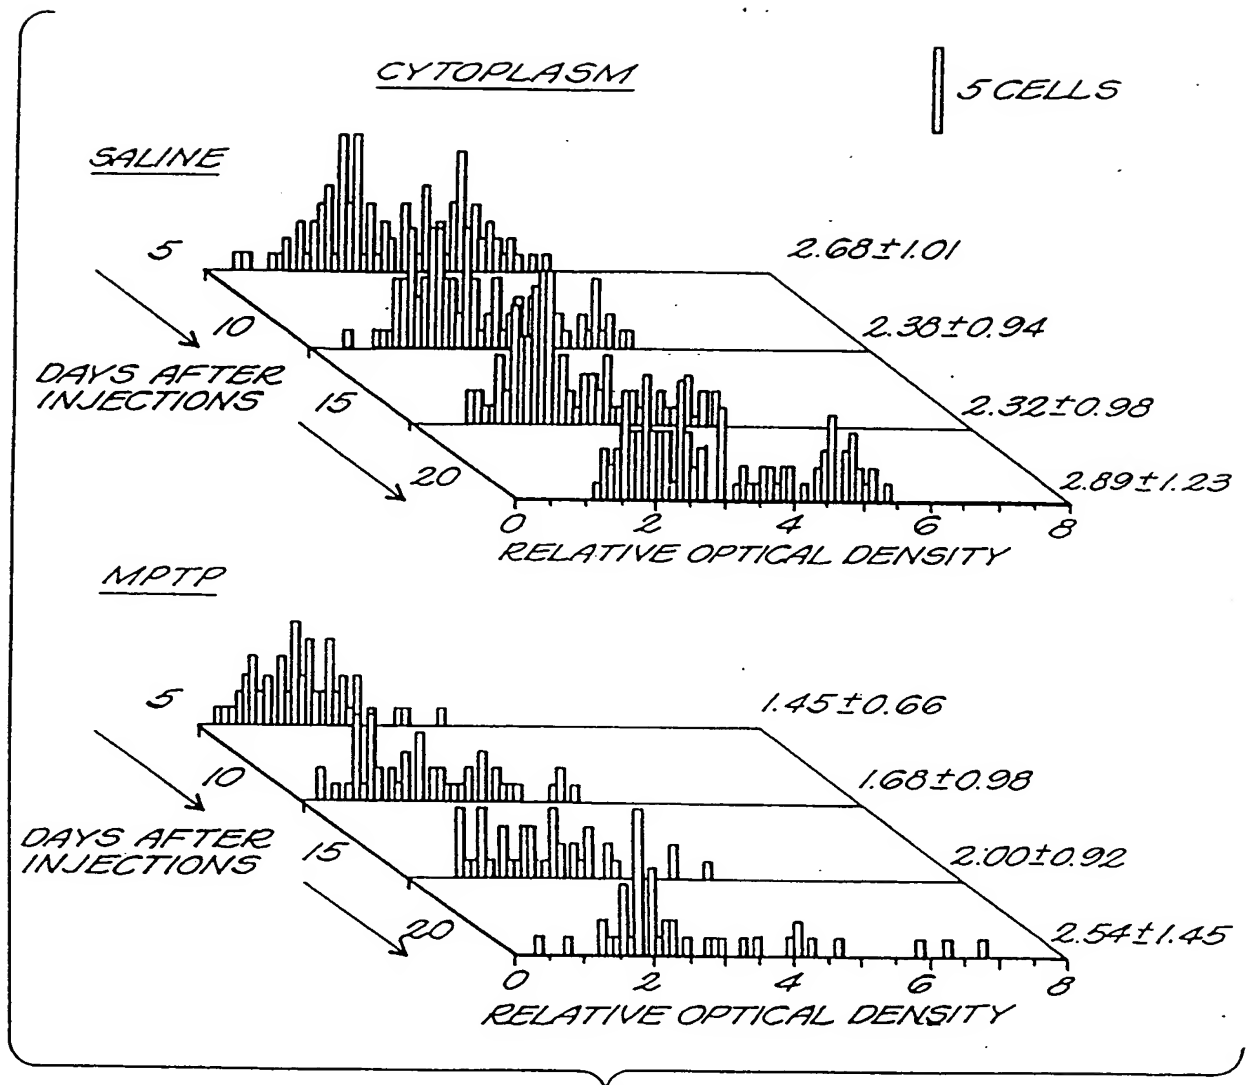 CYTOPLASM
5 CELLS
SALINE
5
2.68±1.01
10
2.38±0.94
DAYS AFTER
INJECTIONS
15
2.32±0.98
20
2.89±1.23
0 2 4 6 8
RELATIVE OPTICAL DENSITY
MPTP
5
1.45±0.66
10
1.68±0.98
DAYS AFTER
INJECTIONS
15
2.00±0.92
20
2.54±1.45
0 2 4 6 8
RELATIVE OPTICAL DENSITY